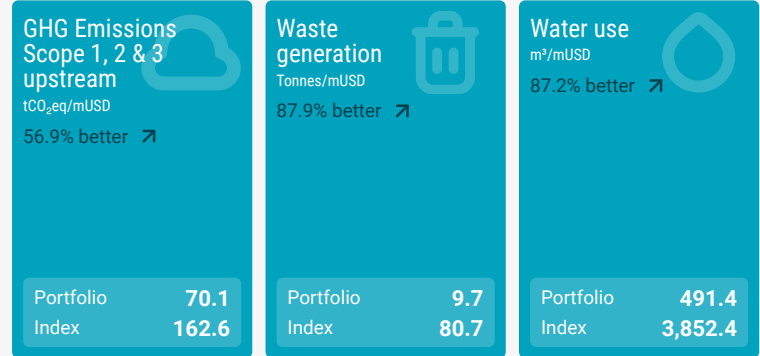 GHG Emissions
Scope 1, 2 & 3
upstream
tCO₂eq/mUSD
56.9% better
Portfolio 70.1
Index 162.6
Waste
generation
Tonnes/mUSD
87.9% better
Portfolio 9.7
Index 80.7
Water use
m³/mUSD
87.2% better
Portfolio 491.4
Index 3,852.4